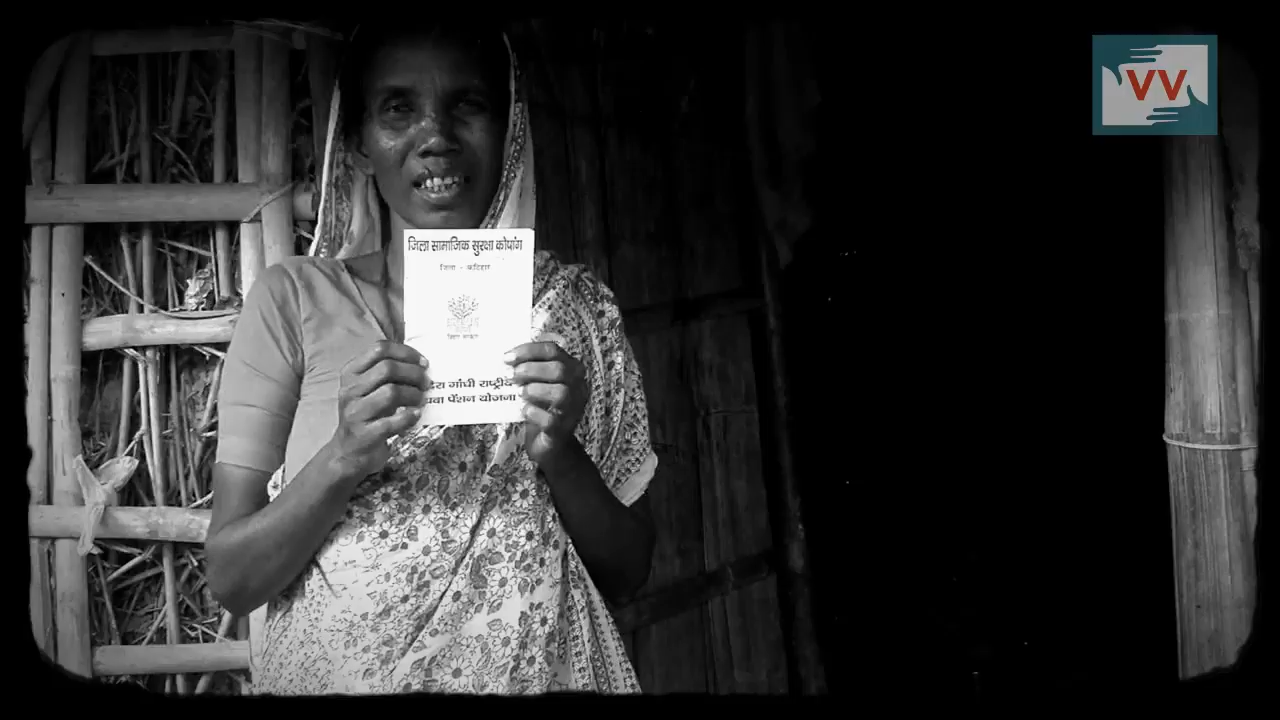 VV
जिला सामाजिक सुरक्षा कोषांग
जिला - कटिहार
गाँधी राष्ट्रीय
पेंशन योजना